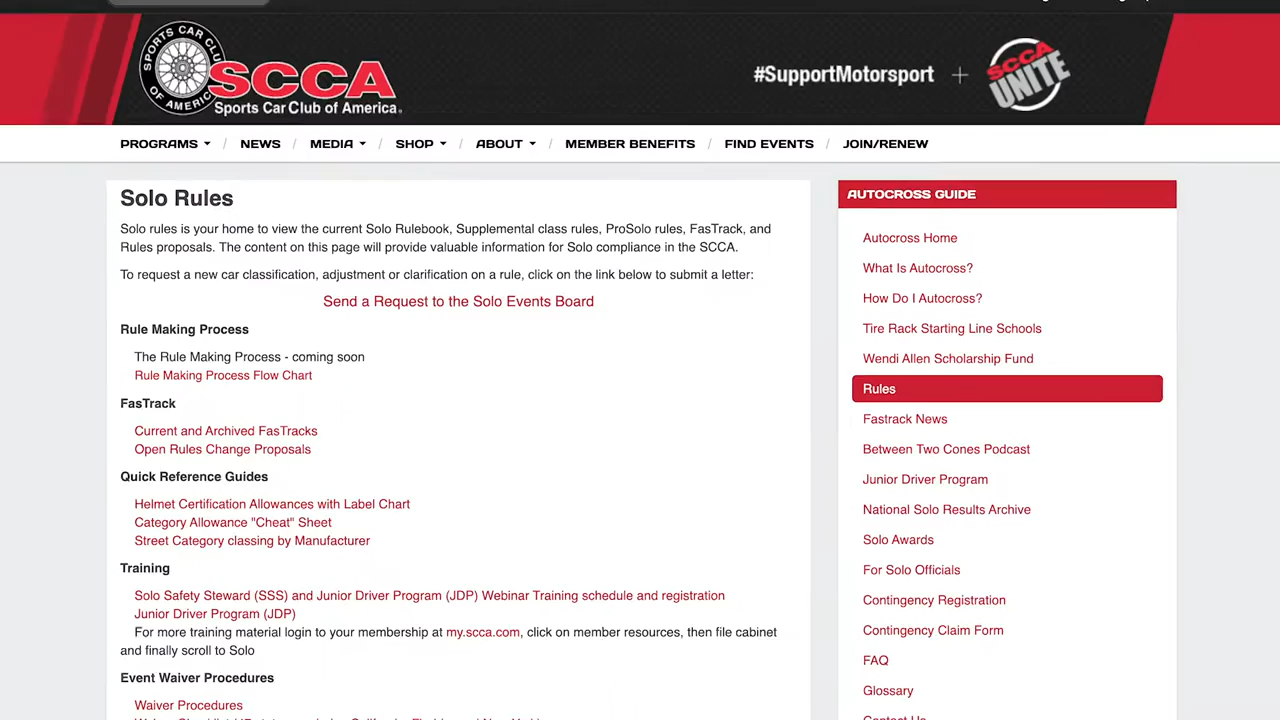 SPORTS CAR CLUB
OF AMERICA
SCCA
Sports Car Club of America.
#SupportMotorsport
SCCA
UNITE
PROGRAMS / NEWS / MEDIA / SHOP / ABOUT / MEMBER BENEFITS / FIND EVENTS / JOIN/RENEW
Solo Rules
Solo rules is your home to view the current Solo Rulebook, Supplemental class rules, ProSolo rules, FasTrack, and
Rules proposals. The content on this page will provide valuable information for Solo compliance in the SCCA.
To request a new car classification, adjustment or clarification on a rule, click on the link below to submit a letter:
Send a Request to the Solo Events Board
Rule Making Process
The Rule Making Process - coming soon
Rule Making Process Flow Chart
FasTrack
Current and Archived FasTracks
Open Rules Change Proposals
Quick Reference Guides
Helmet Certification Allowances with Label Chart
Category Allowance "Cheat" Sheet
Street Category classing by Manufacturer
Training
Solo Safety Steward (SSS) and Junior Driver Program (JDP) Webinar Training schedule and registration
Junior Driver Program (JDP)
For more training material login to your membership at my.scca.com, click on member resources, then file cabinet
and finally scroll to Solo
Event Waiver Procedures
Waiver Procedures
AUTOCROSS GUIDE
Autocross Home
What Is Autocross?
How Do I Autocross?
Tire Rack Starting Line Schools
Wendi Allen Scholarship Fund
Rules
Fastrack News
Between Two Cones Podcast
Junior Driver Program
National Solo Results Archive
Solo Awards
For Solo Officials
Contingency Registration
Contingency Claim Form
FAQ
Glossary
Contact Us